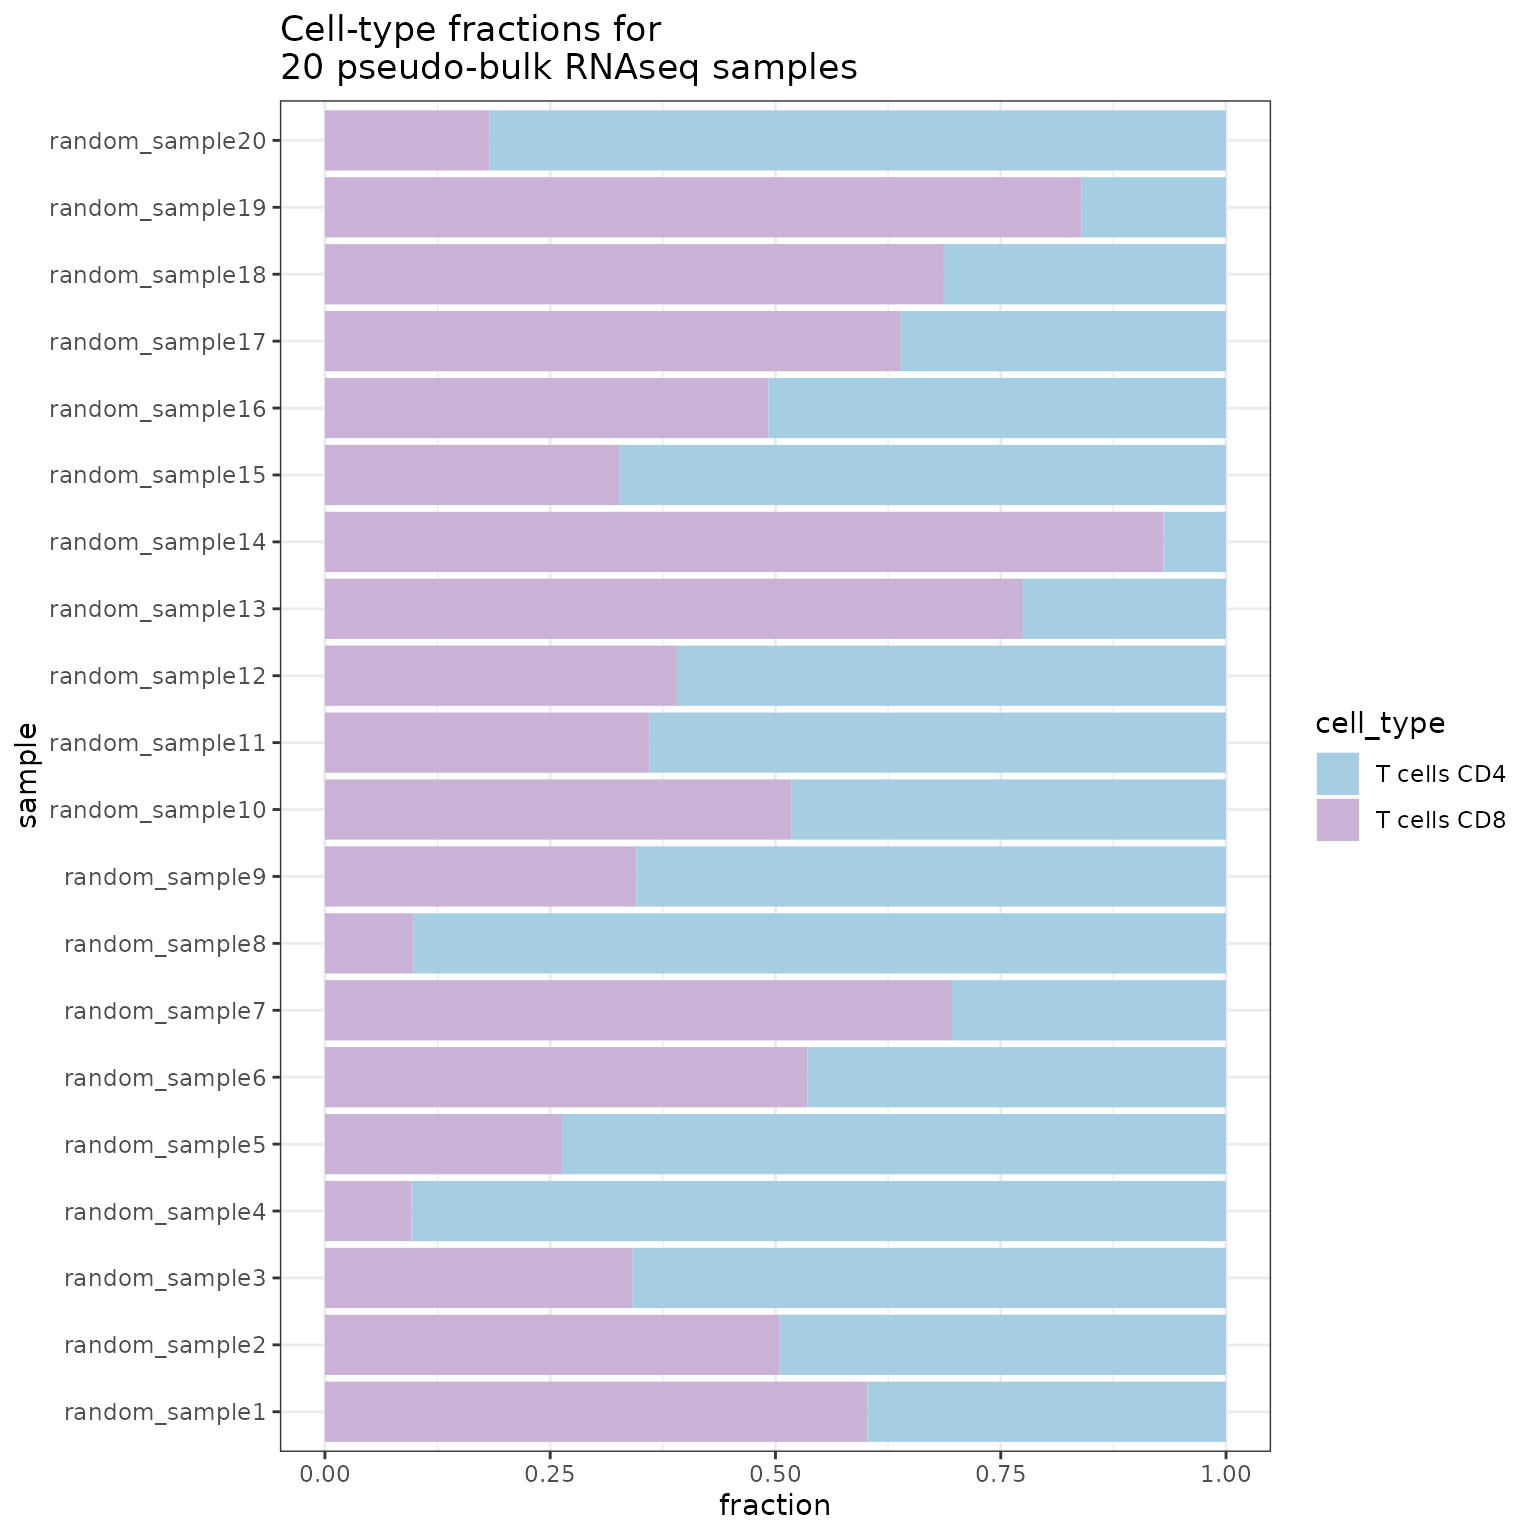 Cell-type fractions for
20 pseudo-bulk RNAseq samples
random_sample20
random_sample19
random_sample18
random_sample17
random_sample16
random_sample15
random_sample14
random_sample13
random_sample12
random_sample11
random_sample10
random_sample9
random_sample8
random_sample7
random_sample6
random_sample5
random_sample4
random_sample3
random_sample2
random_sample1
sample
0.00 0.25 0.50 0.75 1.00
fraction
cell_type
T cells CD4
T cells CD8